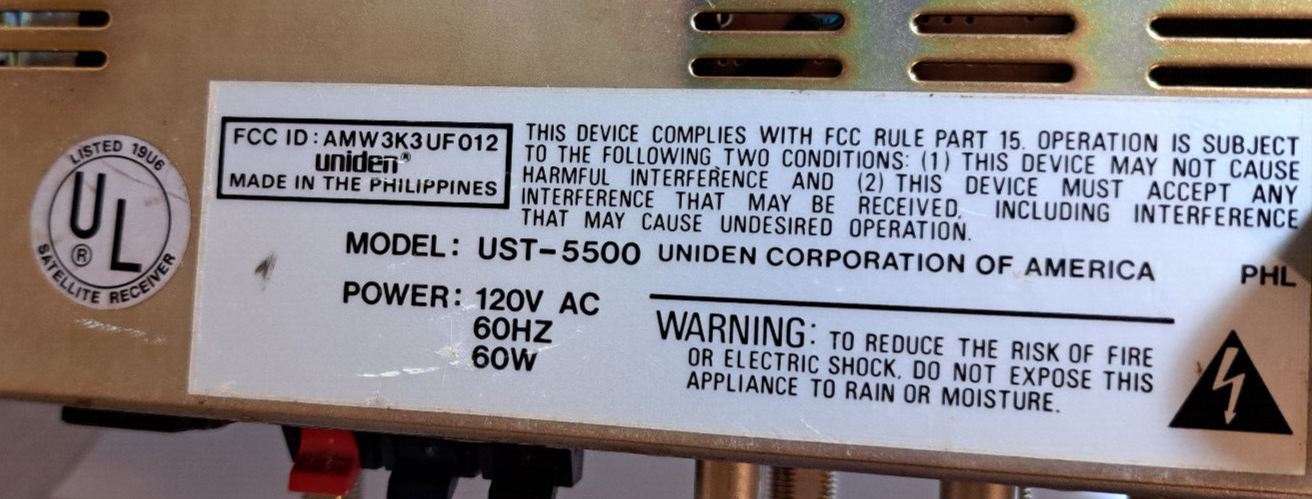 LISTED 19U6
UL
®
SATELLITE RECEIVER
FCC ID: AMW3K3UF012
uniden®
MADE IN THE PHILIPPINES
THIS DEVICE COMPLIES WITH FCC RULE PART 15. OPERATION IS SUBJECT
TO THE FOLLOWING TWO CONDITIONS: (1) THIS DEVICE MAY NOT CAUSE
HARMFUL INTERFERENCE AND (2) THIS DEVICE MUST ACCEPT ANY
INTERFERENCE THAT MAY BE RECEIVED, INCLUDING INTERFERENCE
THAT MAY CAUSE UNDESIRED OPERATION.
MODEL: UST-5500 UNIDEN CORPORATION OF AMERICA PHL
POWER: 120V AC
60HZ
60W
WARNING: TO REDUCE THE RISK OF FIRE
OR ELECTRIC SHOCK, DO NOT EXPOSE THIS
APPLIANCE TO RAIN OR MOISTURE.